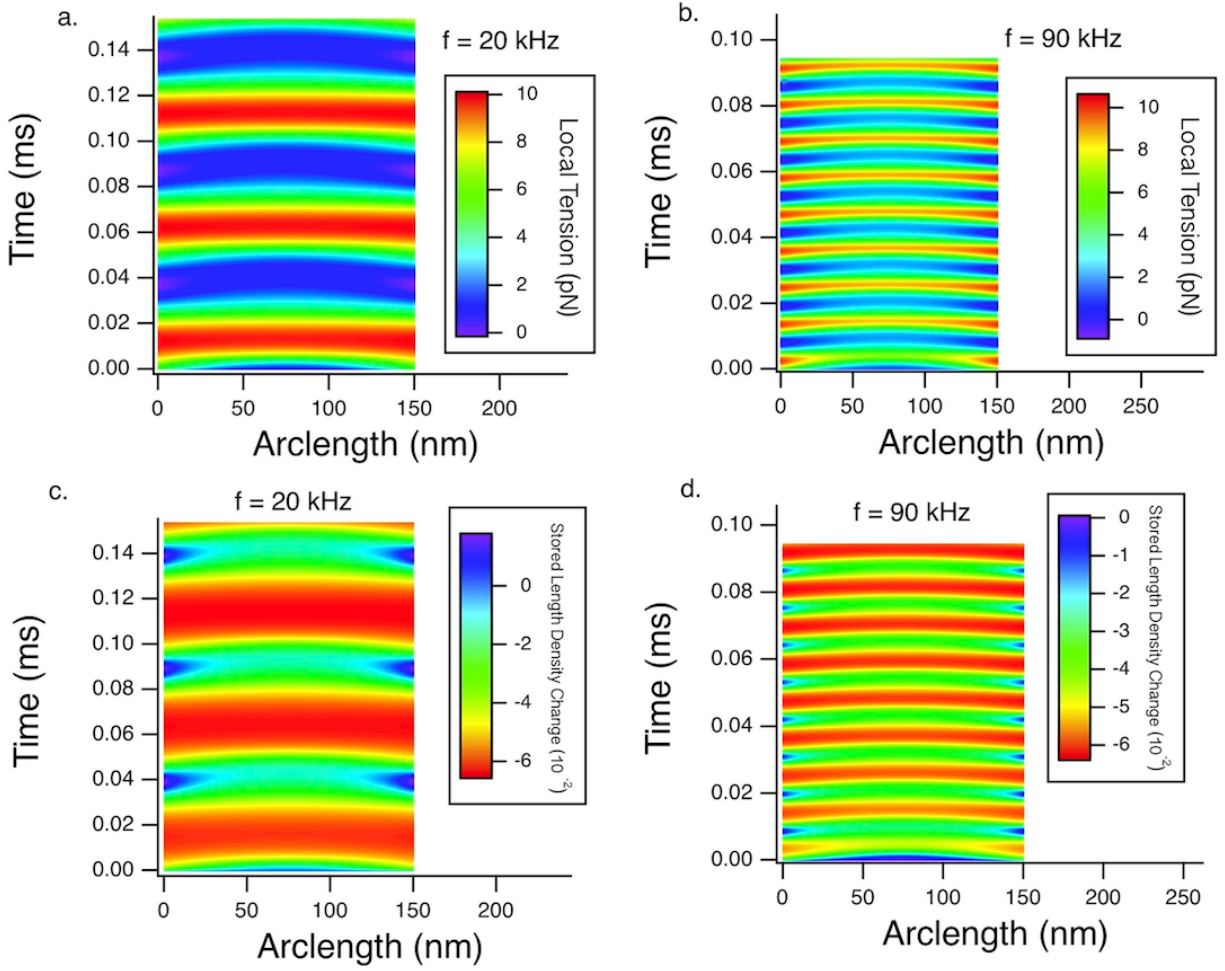 a.
f = 20 kHz
0.14
0.12
0.10
0.08
0.06
0.04
0.02
0.00
Time (ms)
0 50 100 150 200
Arclength (nm)
10
8
6
4
2
0
Local Tension (pN)
b.
f = 90 kHz
0.10
0.08
0.06
0.04
0.02
0.00
Time (ms)
0 50 100 150 200 250
Arclength (nm)
10
8
6
4
2
0
Local Tension (pN)
c.
f = 20 kHz
0.14
0.12
0.10
0.08
0.06
0.04
0.02
0.00
Time (ms)
0 50 100 150 200
Arclength (nm)
0
-2
-4
-6
Stored Length Density Change (10⁻²)
d.
f = 90 kHz
0.10
0.08
0.06
0.04
0.02
0.00
Time (ms)
0 50 100 150 200 250
Arclength (nm)
0
-1
-2
-3
-4
-5
-6
Stored Length Density Change (10⁻²)